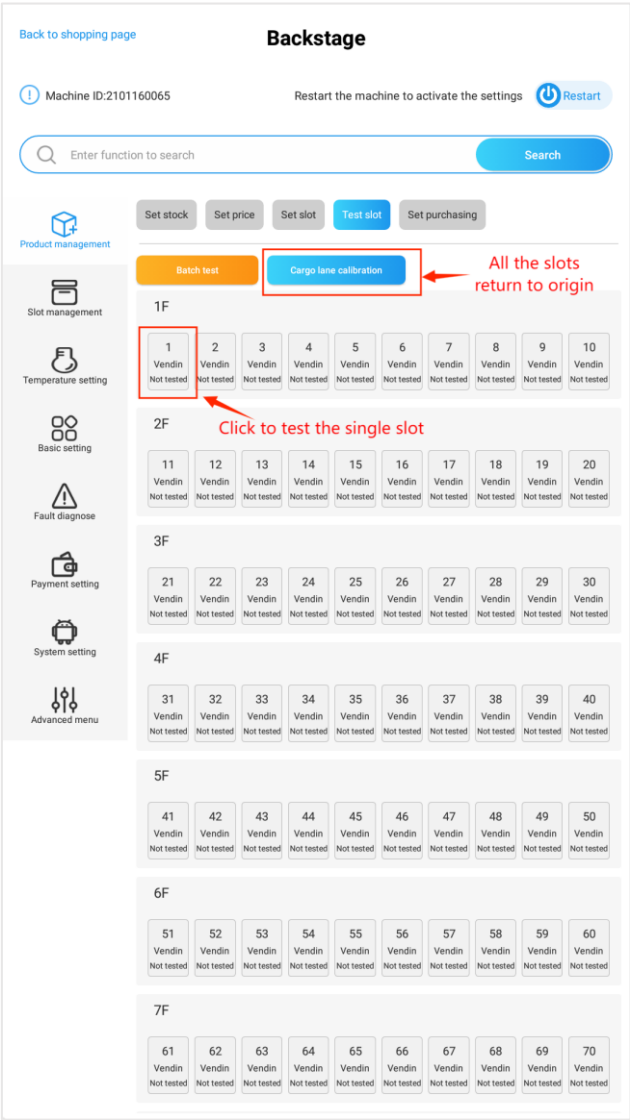 Back to shopping page
Backstage
Machine ID:2101160065
Restart the machine to activate the settings
Restart
Enter function to search
Search
Product management
Slot management
Temperature setting
Basic setting
Fault diagnose
Payment setting
System setting
Advanced menu
Set stock Set price Set slot Test slot Set purchasing
Batch test Cargo lane calibration
All the slots
return to origin
1F
1 2 3 4 5 6 7 8 9 10
Vendin Vendin Vendin Vendin Vendin Vendin Vendin Vendin Vendin Vendin
Not tested Not tested Not tested Not tested Not tested Not tested Not tested Not tested Not tested Not tested
Click to test the single slot
2F
11 12 13 14 15 16 17 18 19 20
Vendin Vendin Vendin Vendin Vendin Vendin Vendin Vendin Vendin Vendin
Not tested Not tested Not tested Not tested Not tested Not tested Not tested Not tested Not tested Not tested
3F
21 22 23 24 25 26 27 28 29 30
Vendin Vendin Vendin Vendin Vendin Vendin Vendin Vendin Vendin Vendin
Not tested Not tested Not tested Not tested Not tested Not tested Not tested Not tested Not tested Not tested
4F
31 32 33 34 35 36 37 38 39 40
Vendin Vendin Vendin Vendin Vendin Vendin Vendin Vendin Vendin Vendin
Not tested Not tested Not tested Not tested Not tested Not tested Not tested Not tested Not tested Not tested
5F
41 42 43 44 45 46 47 48 49 50
Vendin Vendin Vendin Vendin Vendin Vendin Vendin Vendin Vendin Vendin
Not tested Not tested Not tested Not tested Not tested Not tested Not tested Not tested Not tested Not tested
6F
51 52 53 54 55 56 57 58 59 60
Vendin Vendin Vendin Vendin Vendin Vendin Vendin Vendin Vendin Vendin
Not tested Not tested Not tested Not tested Not tested Not tested Not tested Not tested Not tested Not tested
7F
61 62 63 64 65 66 67 68 69 70
Vendin Vendin Vendin Vendin Vendin Vendin Vendin Vendin Vendin Vendin
Not tested Not tested Not tested Not tested Not tested Not tested Not tested Not tested Not tested Not tested